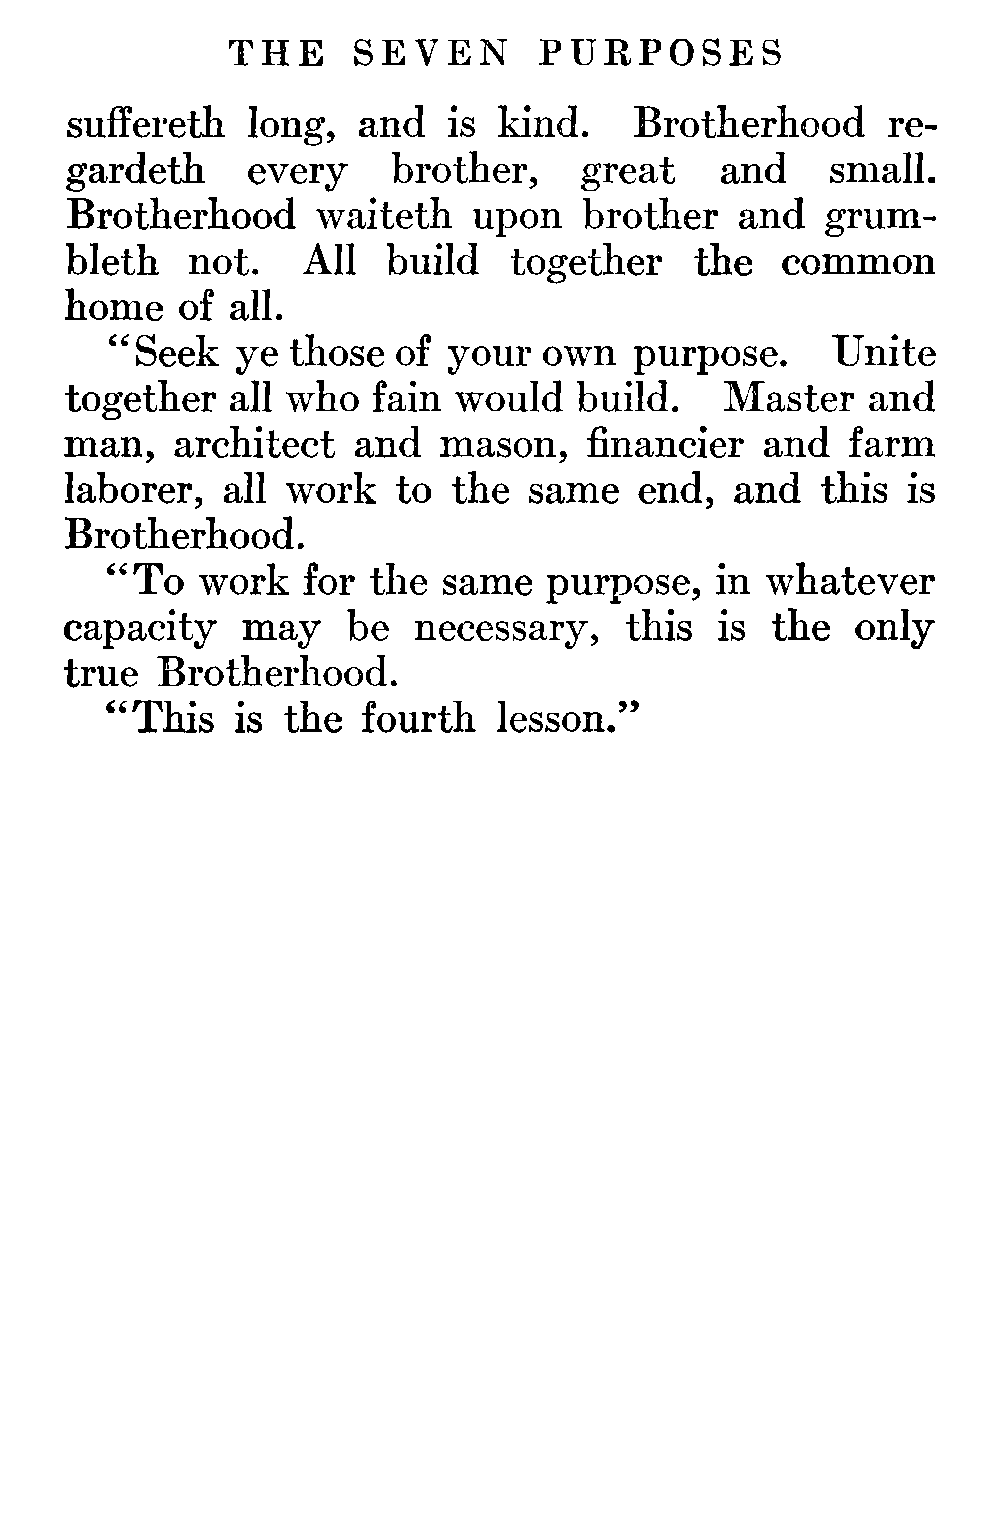 THE SEVEN PURPOSES
suffereth long, and is kind. Brotherhood re-
gardeth every brother, great and small.
Brotherhood waiteth upon brother and grum-
bleth not. All build together the common
home of all.
“Seek ye those of your own purpose. Unite
together all who fain would build. Master and
man, architect and mason, financier and farm
laborer, all work to the same end, and this is
Brotherhood.
“To work for the same purpose, in whatever
capacity may be necessary, this is the only
true Brotherhood.
“This is the fourth lesson.”